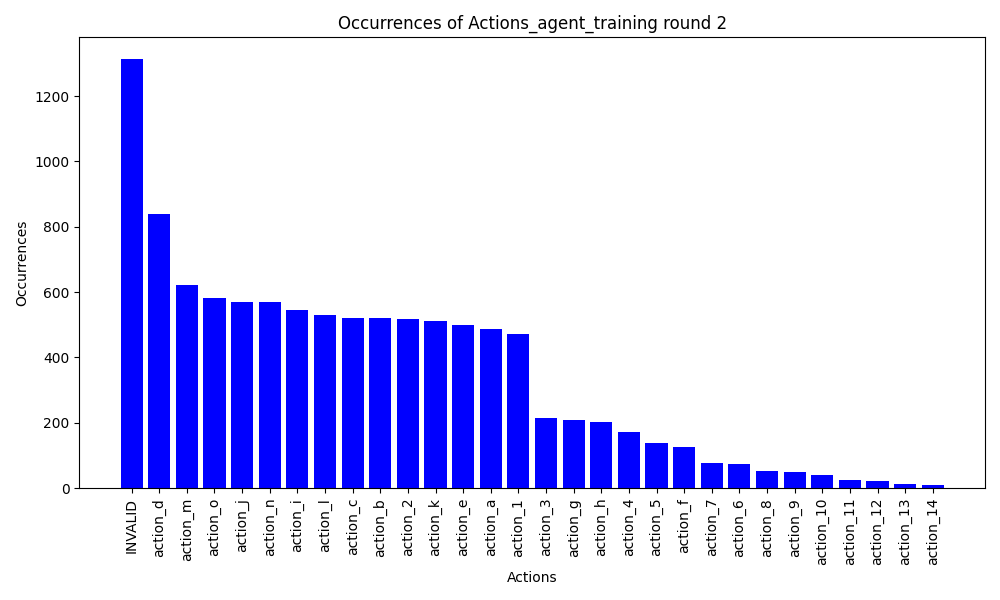 Occurrences of Actions_agent_training round 2
Occurrences
1200
1000
800
600
400
200
0
INVALID
action_d
action_m
action_o
action_j
action_n
action_i
action_l
action_c
action_b
action_2
action_k
action_e
action_a
action_1
action_3
action_g
action_h
action_4
action_5
action_f
action_7
action_6
action_8
action_9
action_10
action_11
action_12
action_13
action_14
Actions